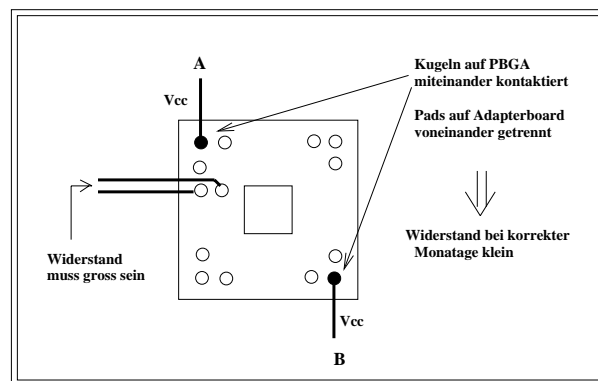 A
Vcc
Kugeln auf PBGA
miteinander kontaktiert
Pads auf Adapterboard
voneinander getrennt
Widerstand
muss gross sein
Widerstand bei korrekter
Monatage klein
Vcc
B